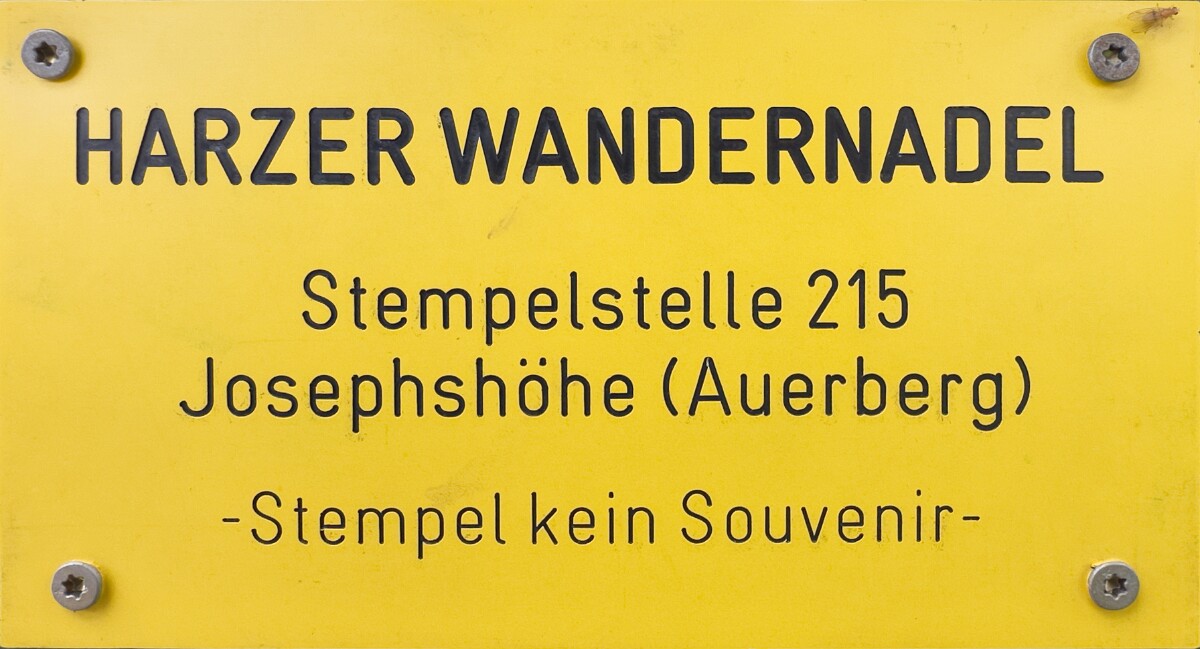 HARZER WANDERNADEL
Stempelstelle 215
Josephshöhe (Auerberg)
-Stempel kein Souvenir-